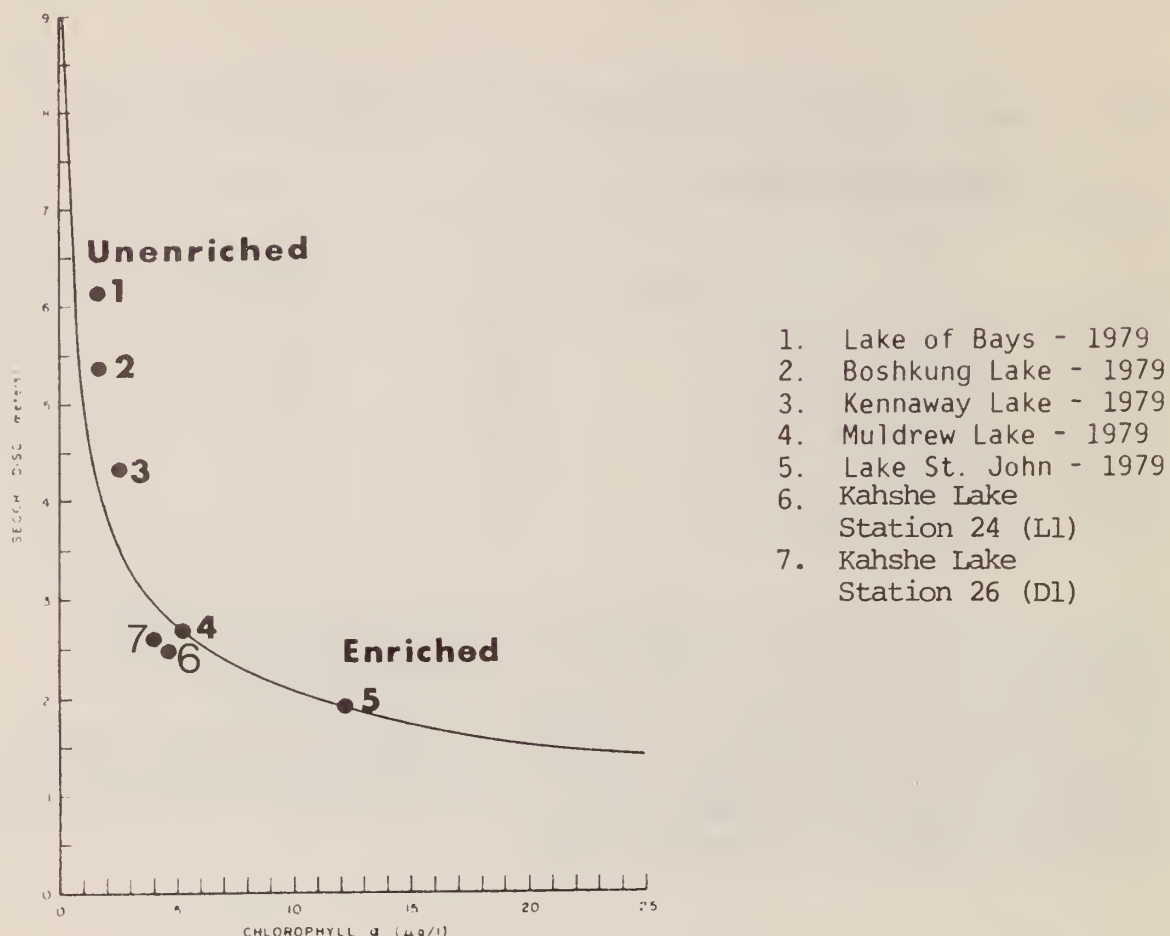 9
7
6
5
4
3
2
1
0
Unenriched
1
2
3
4
7
6
Enriched
5
0
5
10
15
20
CHLOROPHYLL a (µg/l)
1. Lake of Bays - 1979
2. Boshkung Lake - 1979
3. Kennaway Lake - 1979
4. Muldrew Lake - 1979
5. Lake St. John - 1979
6. Kahshe Lake
Station 24 (L1)
7. Kahshe Lake
Station 26 (D1)